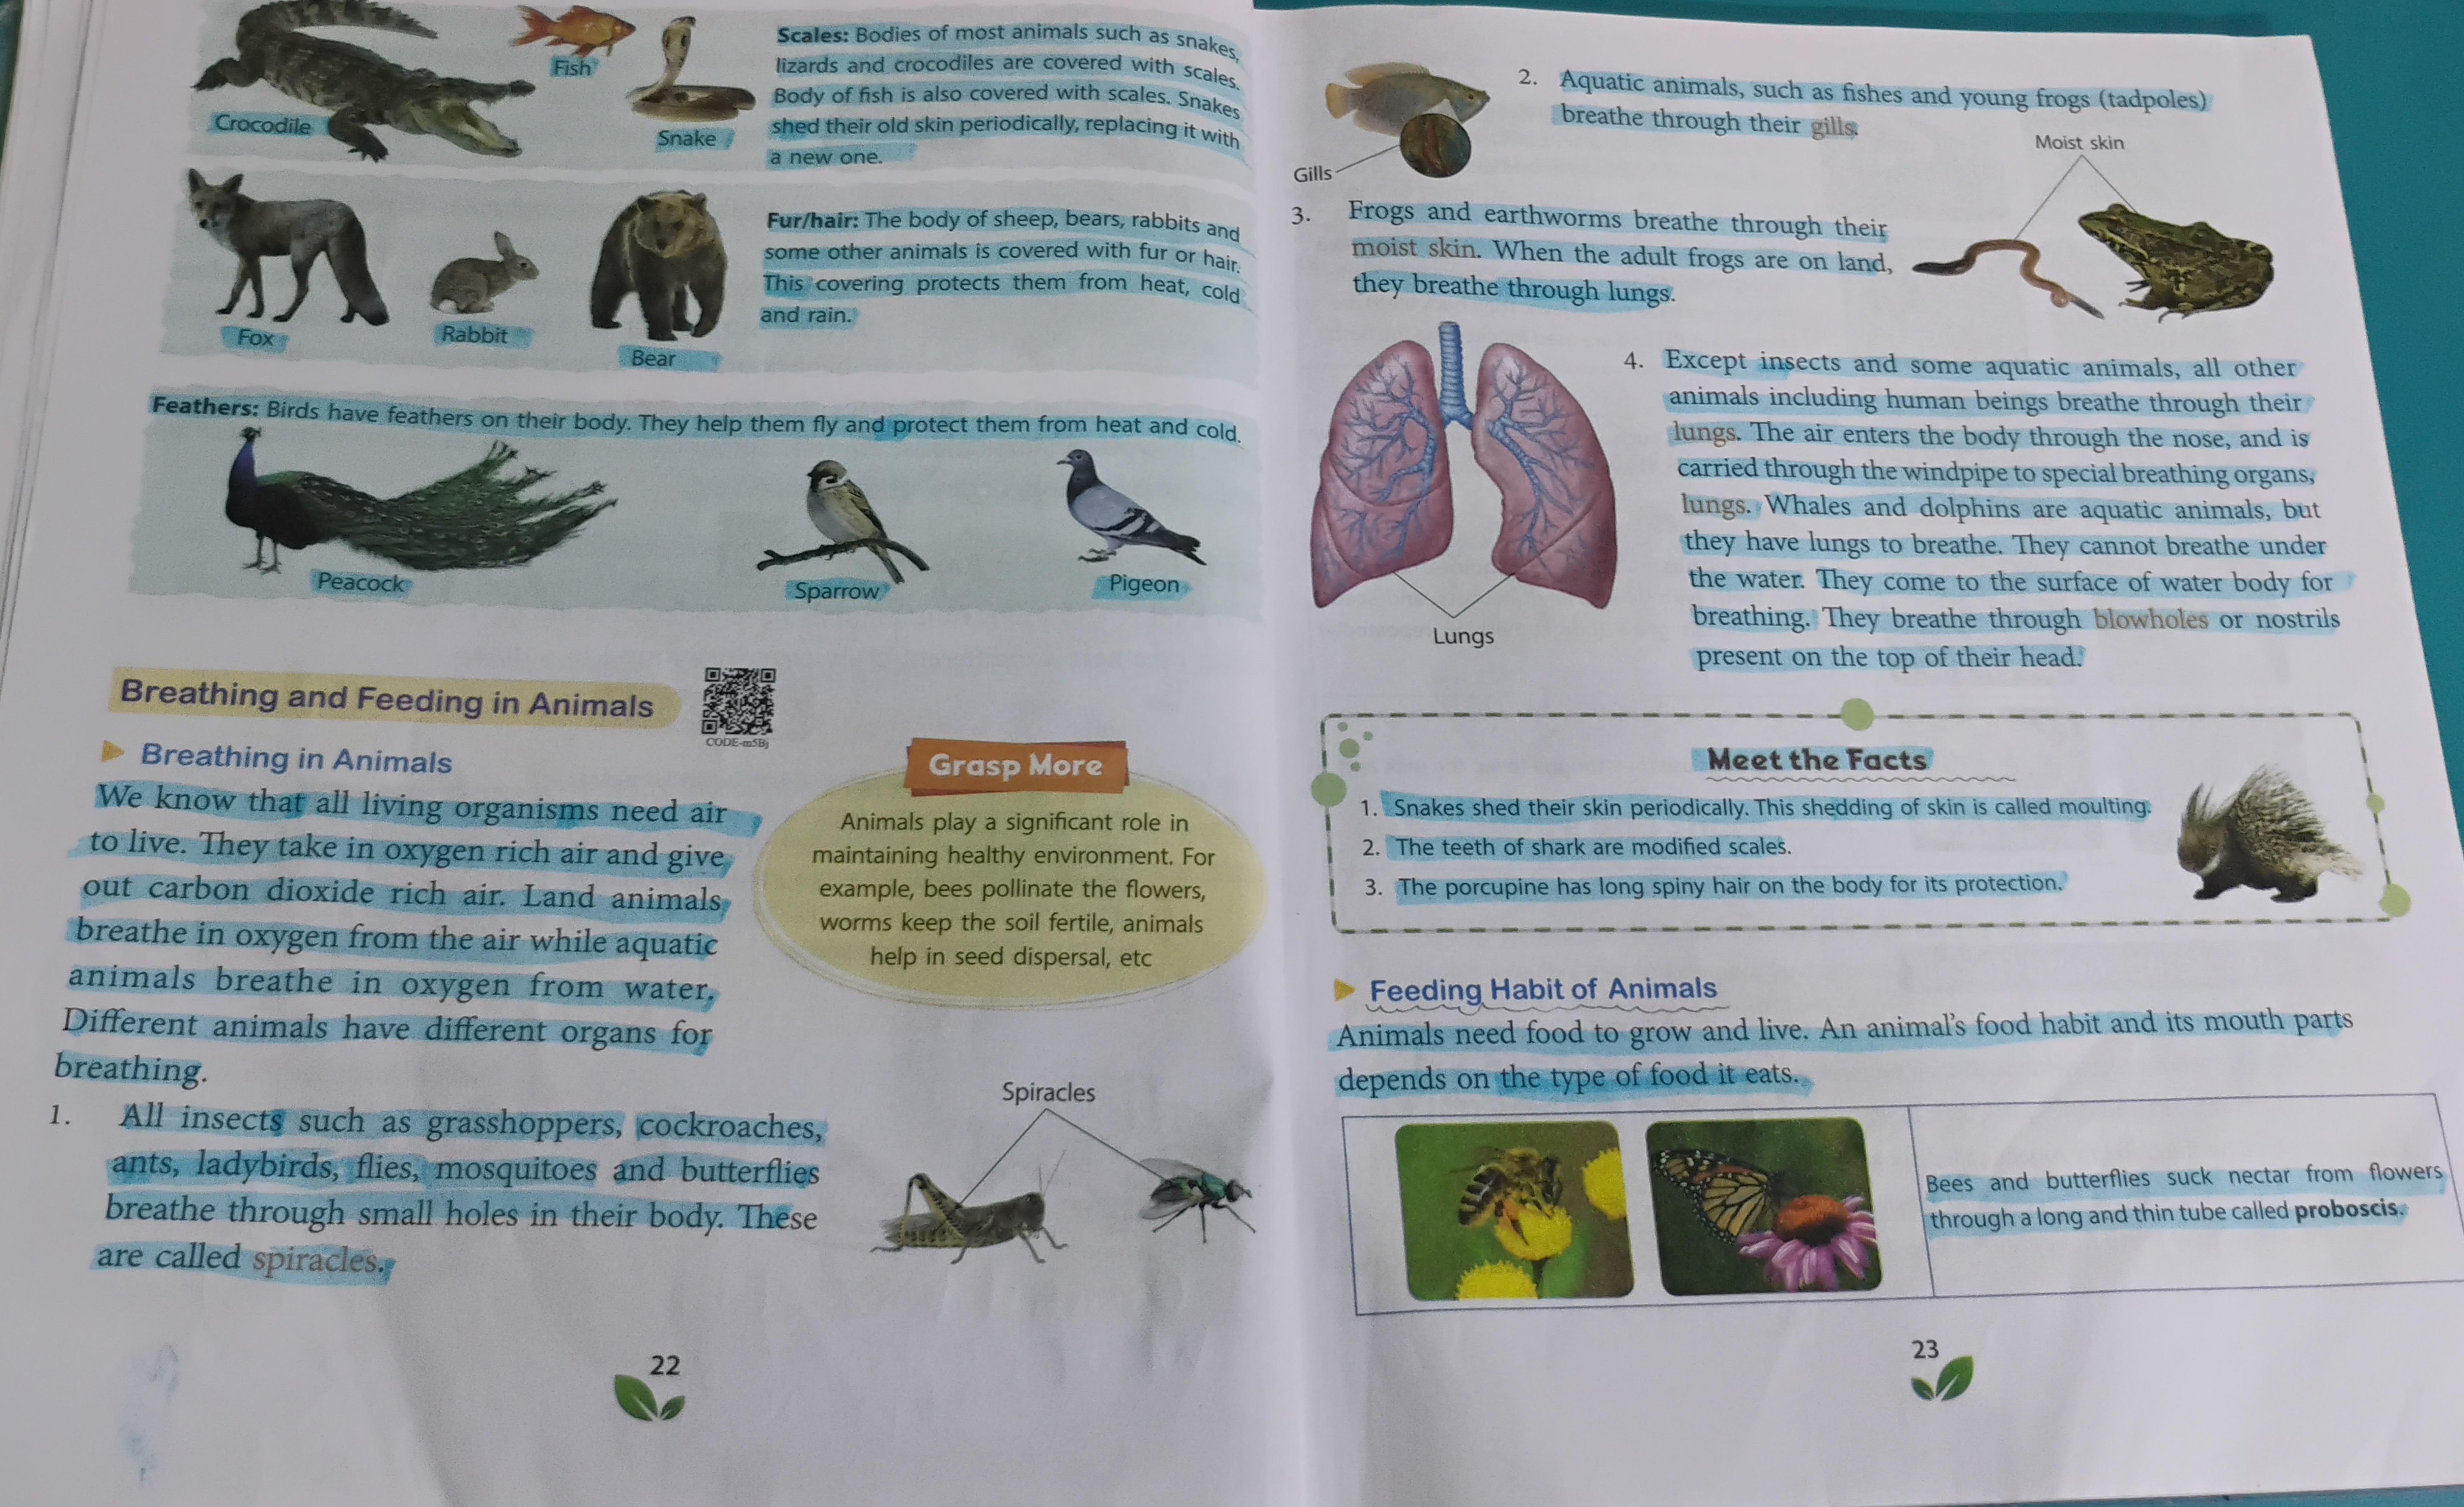 Scales: Bodies of most animals such as snakes,
lizards and crocodiles are covered with scales.
Body of fish is also covered with scales. Snakes
shed their old skin periodically, replacing it with
a new one.
Fish
Crocodile
Snake
Fur/hair: The body of sheep, bears, rabbits and
some other animals is covered with fur or hair.
This covering protects them from heat, cold
and rain.
Fox
Rabbit
Bear
Feathers: Birds have feathers on their body. They help them fly and protect them from heat and cold.
Peacock
Sparrow
Pigeon
Breathing and Feeding in Animals
CODE-m5Bj
Breathing in Animals
We know that all living organisms need air
to live. They take in oxygen rich air and give
out carbon dioxide rich air. Land animals
breathe in oxygen from the air while aquatic
animals breathe in oxygen from water.
Different animals have different organs for
breathing.
Grasp More
Animals play a significant role in
maintaining healthy environment. For
example, bees pollinate the flowers,
worms keep the soil fertile, animals
help in seed dispersal, etc
1. All insects such as grasshoppers, cockroaches,
ants, ladybirds, flies, mosquitoes and butterflies
breathe through small holes in their body. These
are called spiracles.
Spiracles
22
2. Aquatic animals, such as fishes and young frogs (tadpoles)
breathe through their gills.
Gills
Moist skin
3. Frogs and earthworms breathe through their
moist skin. When the adult frogs are on land,
they breathe through lungs.
4. Except insects and some aquatic animals, all other
animals including human beings breathe through their
lungs. The air enters the body through the nose, and is
carried through the windpipe to special breathing organs,
lungs. Whales and dolphins are aquatic animals, but
they have lungs to breathe. They cannot breathe under
the water. They come to the surface of water body for
breathing. They breathe through blowholes or nostrils
present on the top of their head.
Lungs
Meet the Facts
1. Snakes shed their skin periodically. This shedding of skin is called moulting.
2. The teeth of shark are modified scales.
3. The porcupine has long spiny hair on the body for its protection.
Feeding Habit of Animals
Animals need food to grow and live. An animal's food habit and its mouth parts
depends on the type of food it eats.
Bees and butterflies suck nectar from flowers
through a long and thin tube called proboscis.
23